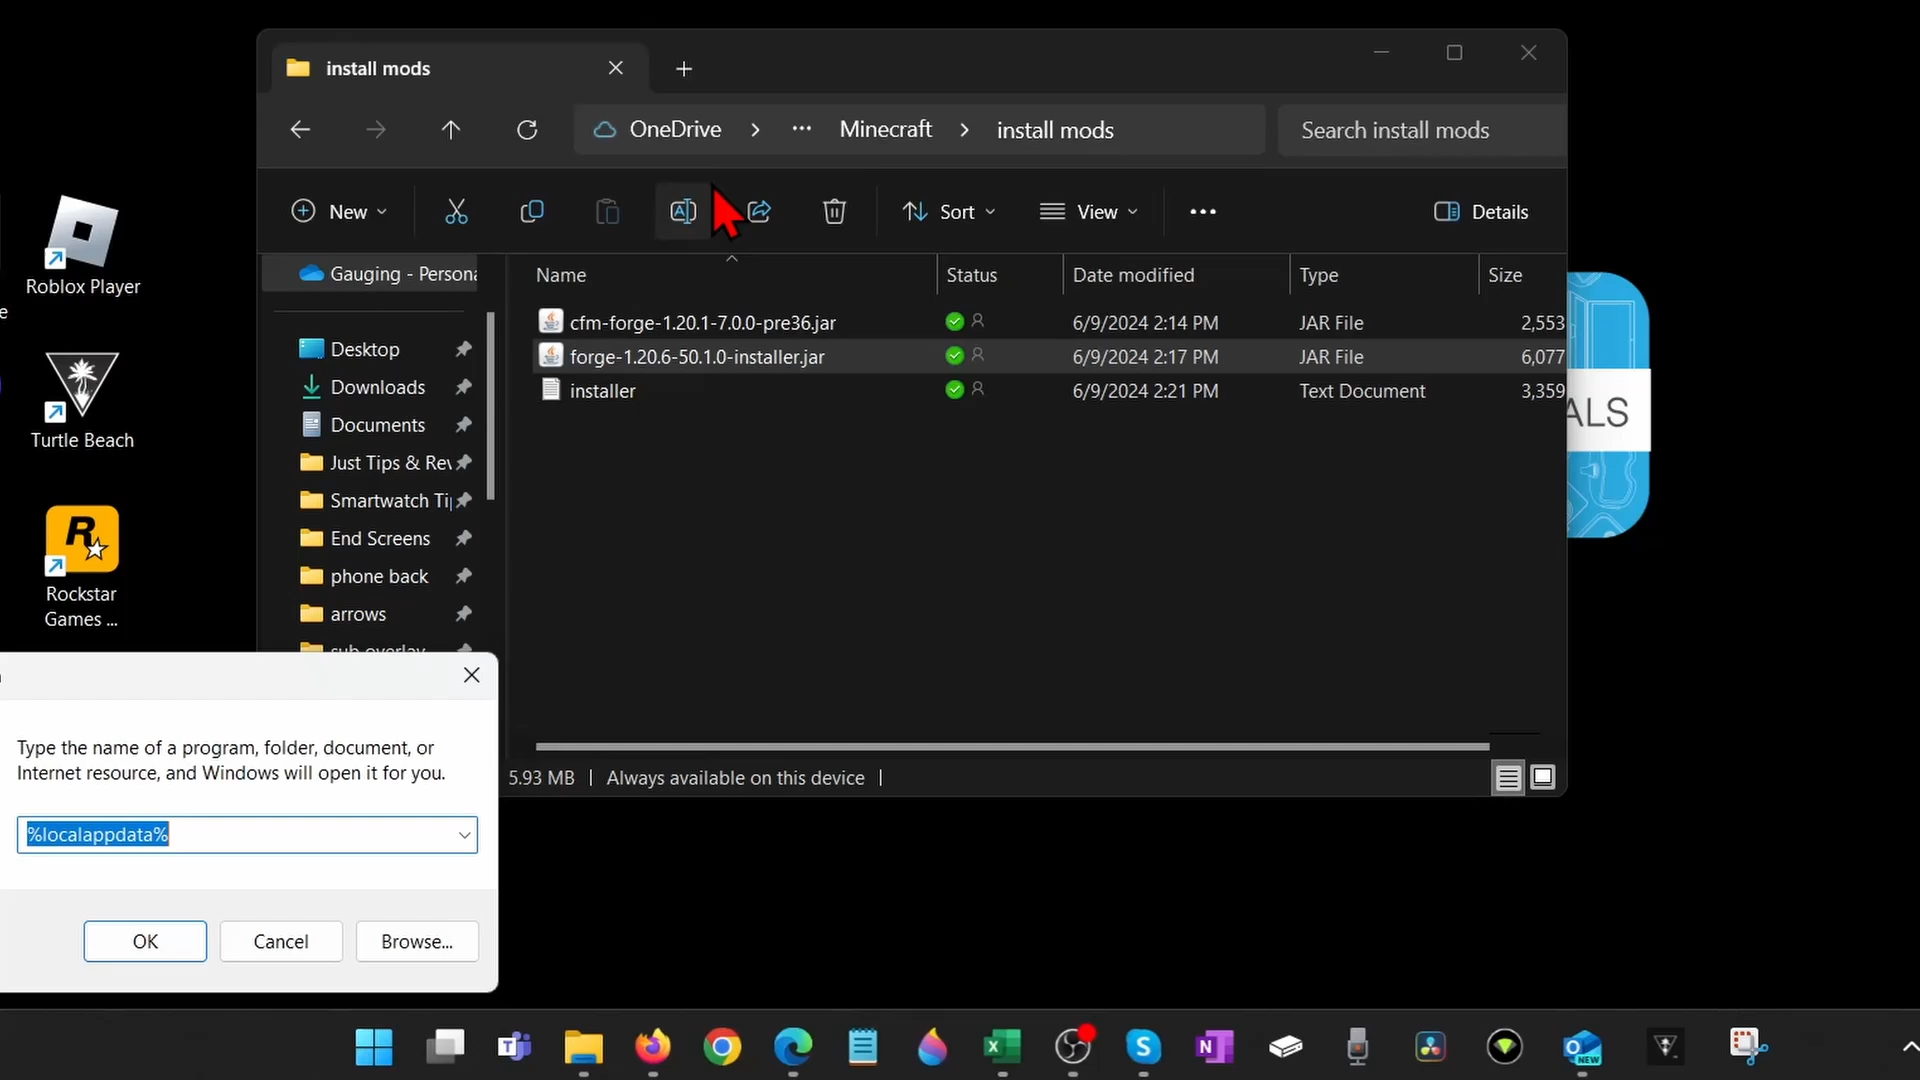 install mods
OneDrive
Minecraft
install mods
Search install mods
New
Sort
View
Details
Roblox Player
Turtle Beach
Rockstar
Games ...
Gauging - Persona
Desktop
Downloads
Documents
Just Tips & Rev
Smartwatch Tip
End Screens
phone back
arrows
sub overlay
Name Status Date modified Type Size
cfm-forge-1.20.1-7.0.0-pre36.jar 6/9/2024 2:14 PM JAR File 2,553
forge-1.20.6-50.1.0-installer.jar 6/9/2024 2:17 PM JAR File 6,077
installer 6/9/2024 2:21 PM Text Document 3,359
ALS
5.93 MB Always available on this device
Type the name of a program, folder, document, or
Internet resource, and Windows will open it for you.
%localappdata%
OK Cancel Browse...